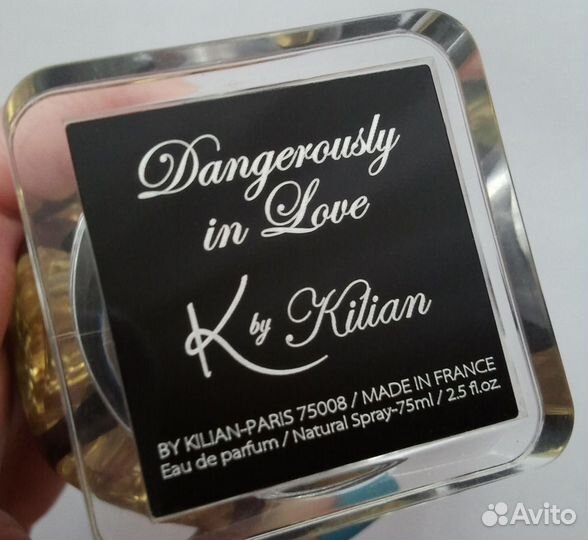 Dangerously
in Love
K by Kilian
BY KILIAN-PARIS 75008 / MADE IN FRANCE
Eau de parfum / Natural Spray-75ml / 2.5 fl.oz
Avito